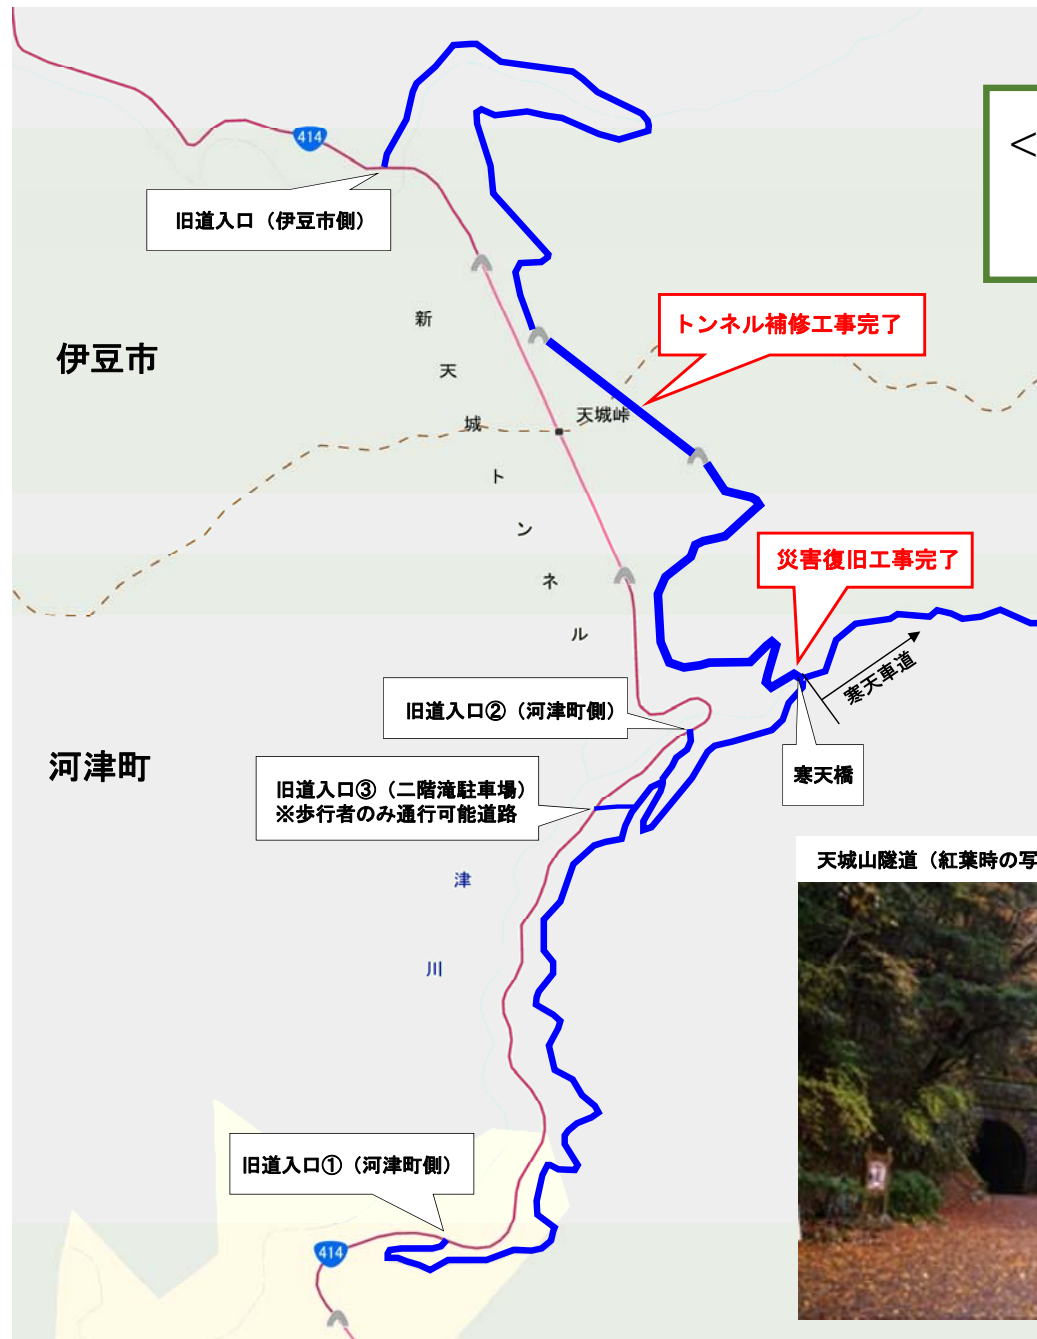 414
<
旧道入口（伊豆市側）
トンネル補修工事完了
伊豆市
新天城トンネル
天城峠
災害復旧工事完了
寒天車道
旧道入口②（河津町側）
河津町
寒天橋
旧道入口③（二階滝駐車場）
※歩行者のみ通行可能道路
天城山隧道（紅葉時の写
津川
旧道入口①（河津町側）
414